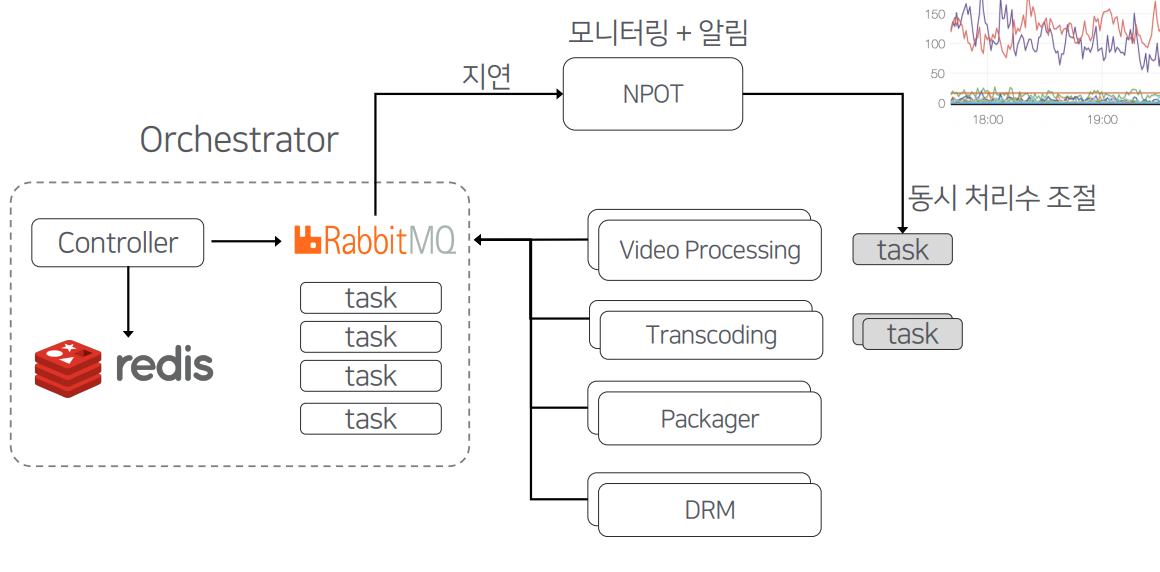 모니터링 + 알림
지연
NPOT
150
100
50
0
18:00
19:00
Orchestrator
동시 처리수 조절
Controller
RabbitMQ
Video Processing
task
task
Transcoding
task
task
redis
task
Packager
task
DRM